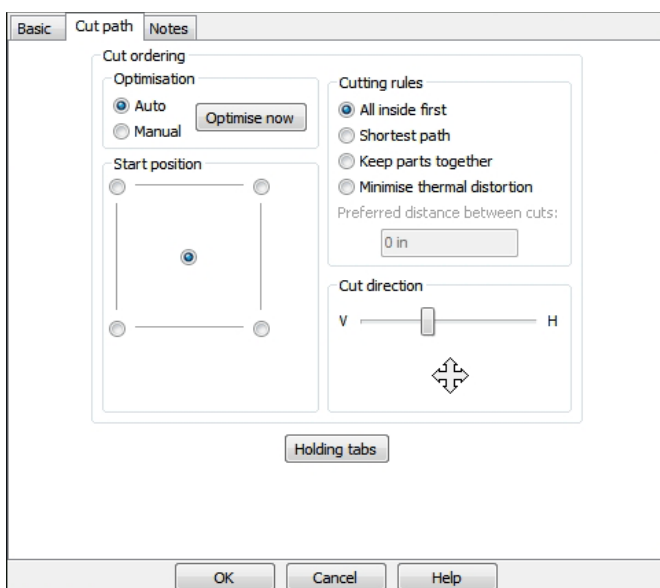 Basic Cut path Notes
Cut ordering
Optimisation
Auto
Manual
Optimise now
Start position
Cutting rules
All inside first
Shortest path
Keep parts together
Minimise thermal distortion
Preferred distance between cuts:
0 in
Cut direction
V H
Holding tabs
OK Cancel Help